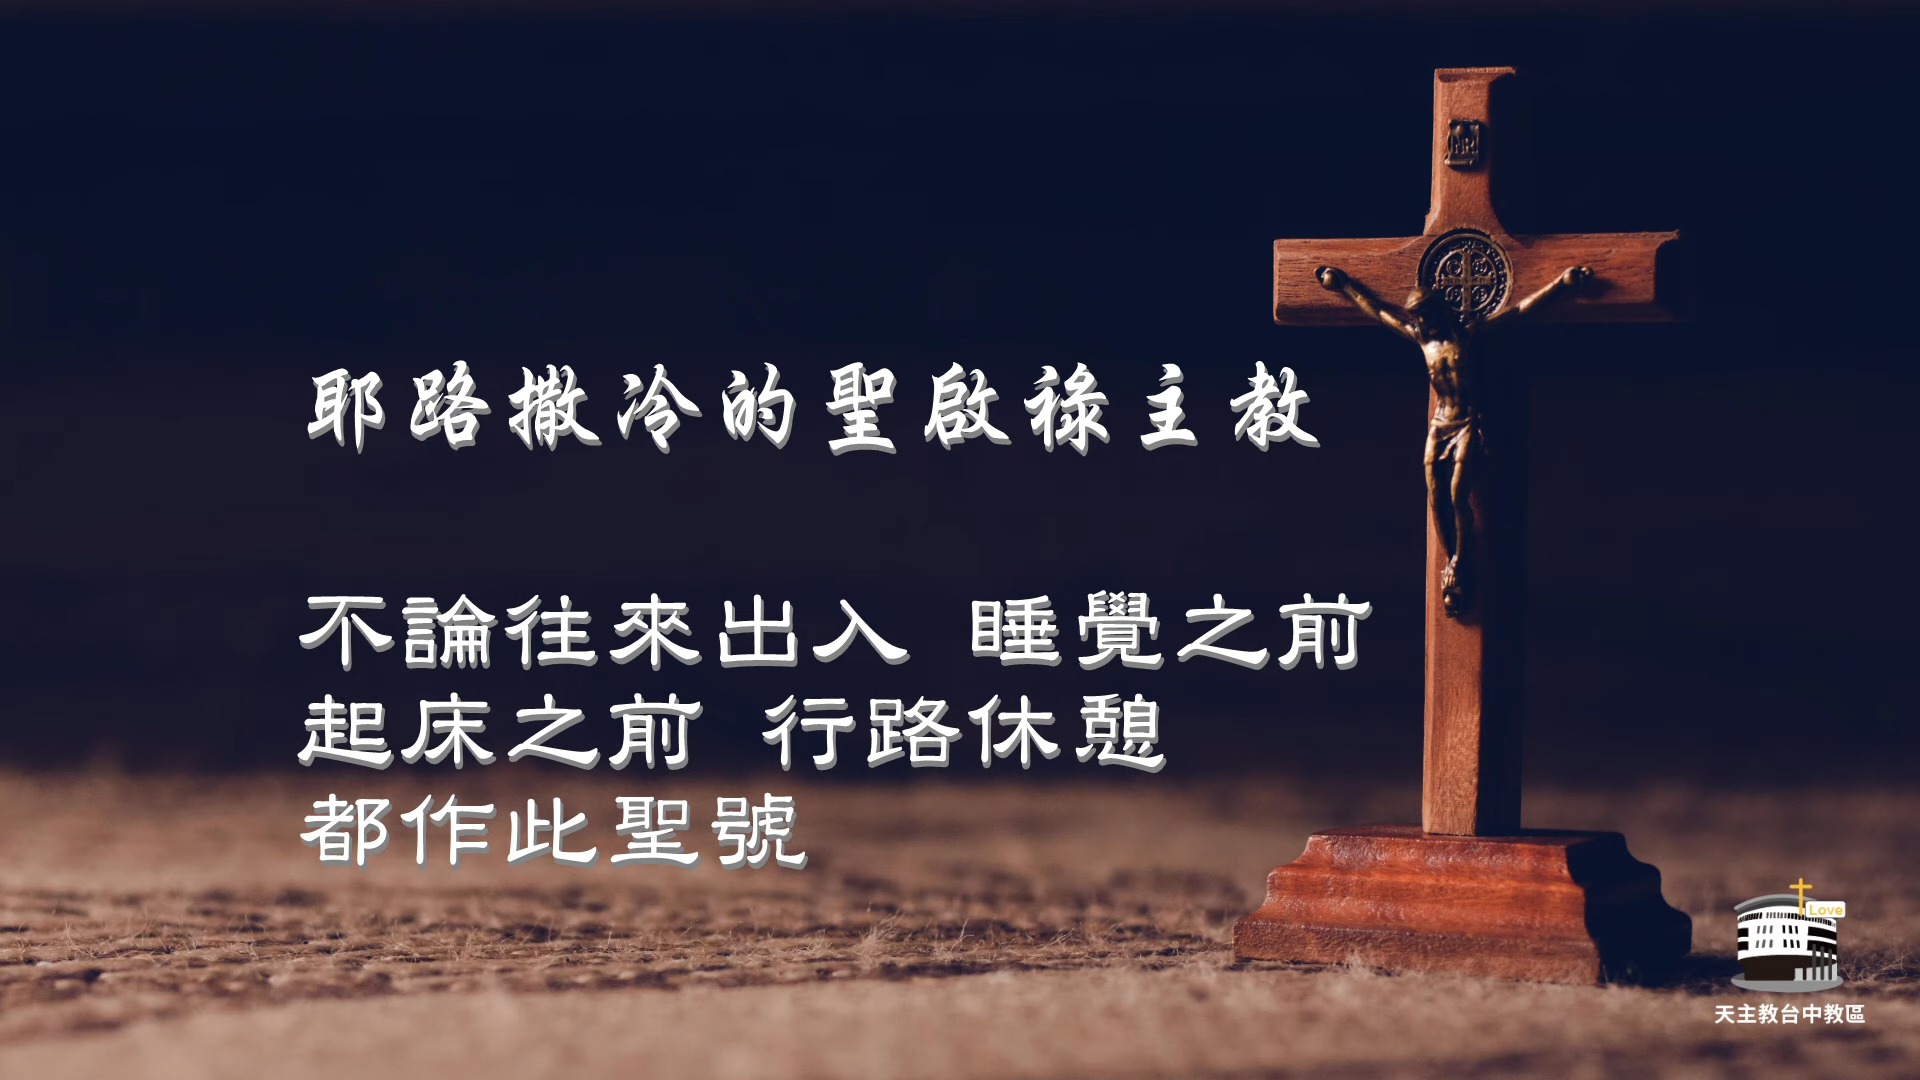 耶路撒冷的聖啟祿主教
不論往來出入 睡覺之前
起床之前 行路休憩
都作此聖號
INRI
Love
天主教台中教區